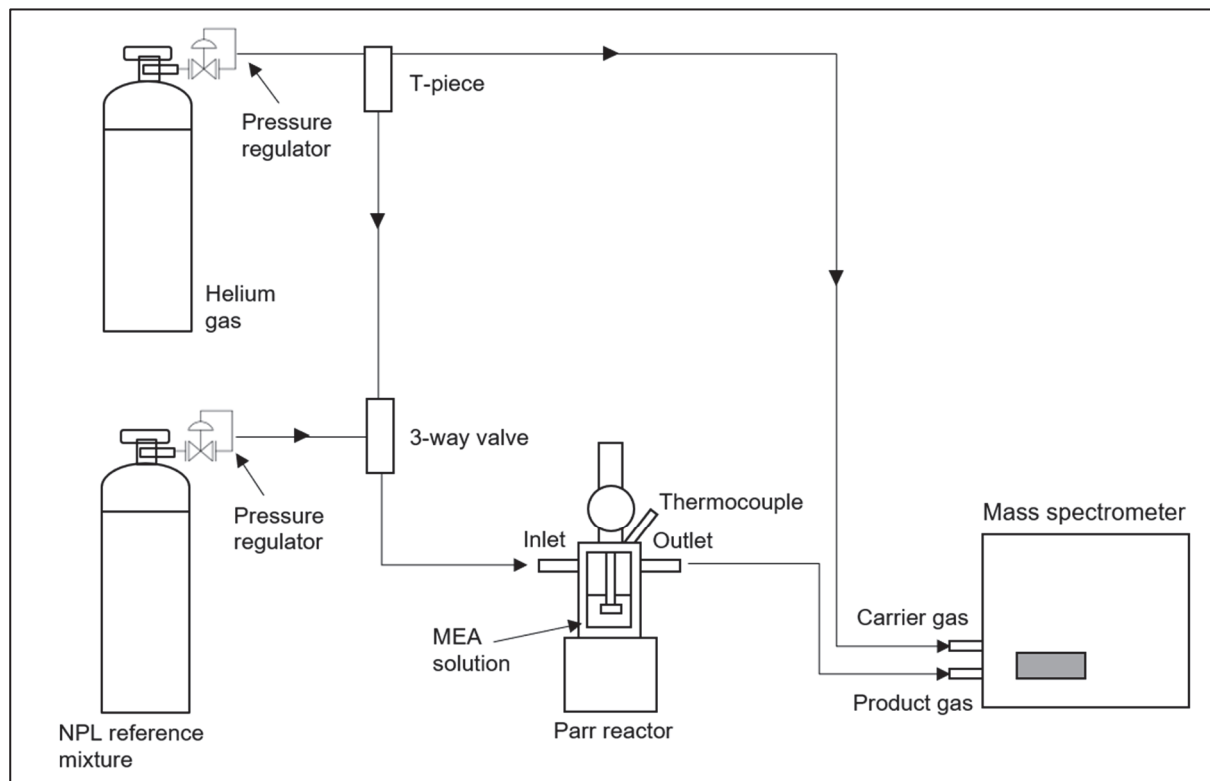 T-piece
Pressure
regulator
Helium
gas
3-way valve
Pressure
regulator
Thermocouple
Inlet
Outlet
Mass spectrometer
MEA
solution
Carrier gas
Product gas
NPL reference
mixture
Parr reactor